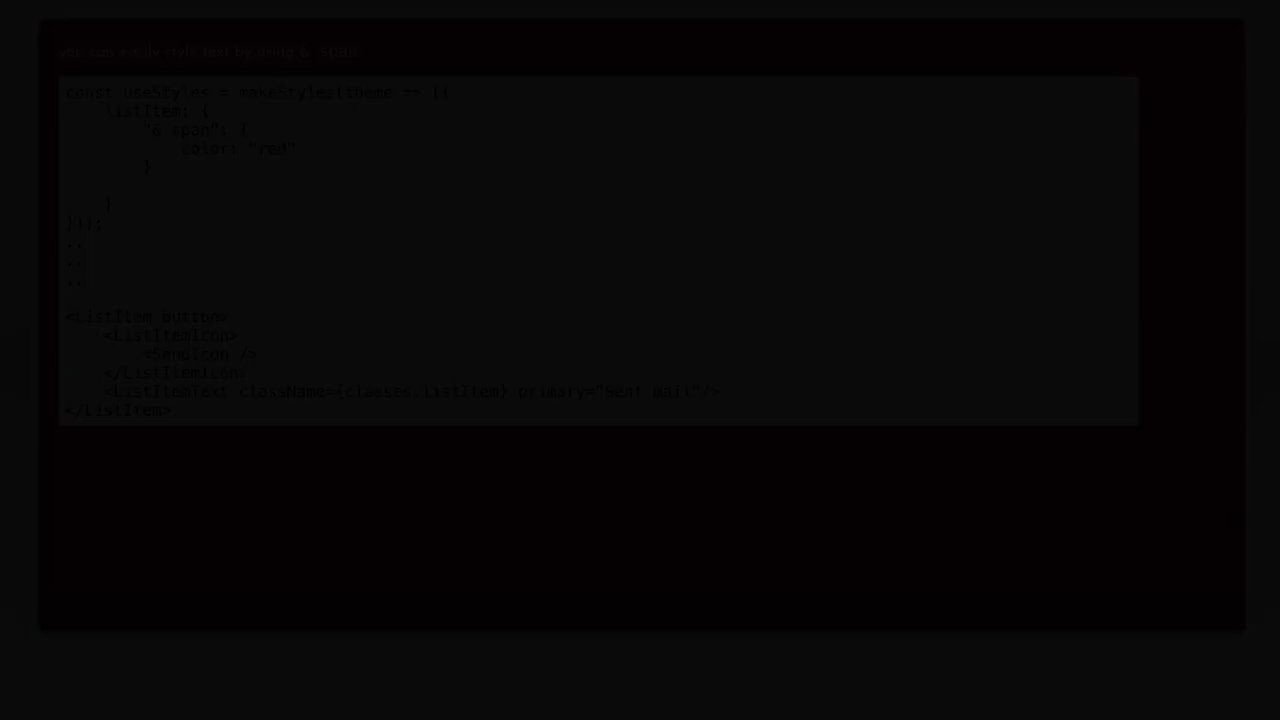 you can easily style text by using & span
const useStyles = makeStyles(theme => ({
    listItem: {
        "& span": {
            color: "red"
        }
    }
}));
..
..
..
<ListItem button>
    <ListItemIcon>
        <SendIcon />
    </ListItemIcon>
    <ListItemText className={classes.listItem} primary="Sent mail"/>
</ListItem>